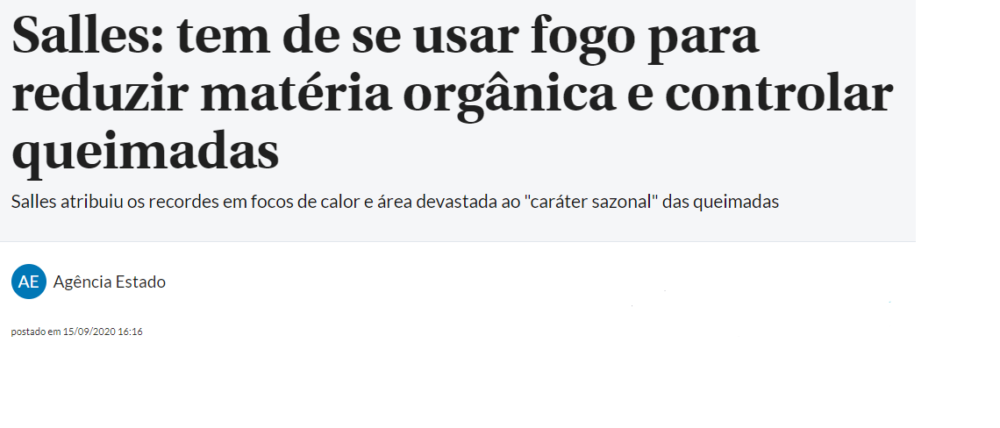 Salles: tem de se usar fogo para
reduzir matéria orgânica e controlar
queimadas
Salles atribuiu os recordes em focos de calor e área devastada ao "caráter sazonal" das queimadas
AE Agência Estado
postado em 15/09/2020 16:16